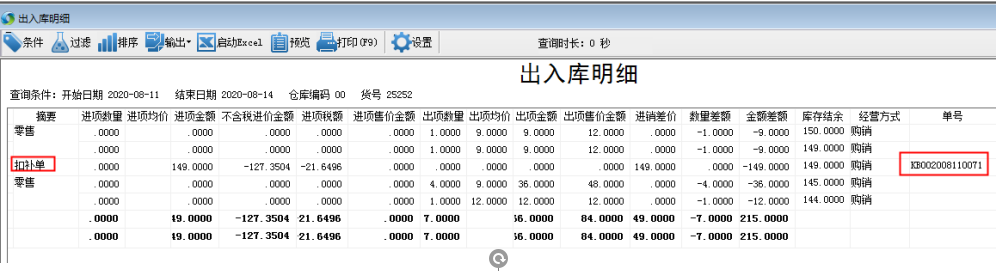 出入库明细
条件 过滤 排序 输出 启动Excel 预览 打印(F9) 设置 查询时长：0 秒
出入库明细
查询条件：开始日期 2020-08-11 结束日期 2020-08-14 仓库编码 00 货号 25252
摘要 进项数量 进项均价 进项金额 不含税进价金额 进项税额 进项售价金额 出项数量 出项均价 出项金额 出项售价金额 进销差价 数量差额 金额差额 库存结余 经营方式 单号
零售 .0000 .0000 .0000 .0000 .0000 1.0000 9.0000 9.0000 12.0000 .0000 -1.0000 -9.0000 150.0000 购销
.0000 .0000 .0000 .0000 .0000 1.0000 9.0000 9.0000 12.0000 .0000 -1.0000 -9.0000 149.0000 购销
扣补单 .0000 149.0000 -127.3504 -21.6496 .0000 .0000 .0000 .0000 .0000 149.0000 .0000 -149.0000 149.0000 购销 KB002008110071
零售 .0000 .0000 .0000 .0000 .0000 4.0000 9.0000 36.0000 48.0000 .0000 -4.0000 -36.0000 145.0000 购销
.0000 .0000 .0000 .0000 .0000 1.0000 12.0000 12.0000 12.0000 .0000 -1.0000 -12.0000 144.0000 购销
.0000 49.0000 -127.3504 -21.6496 .0000 7.0000 66.0000 84.0000 49.0000 -7.0000 215.0000
.0000 49.0000 -127.3504 -21.6496 .0000 7.0000 66.0000 84.0000 49.0000 -7.0000 215.0000